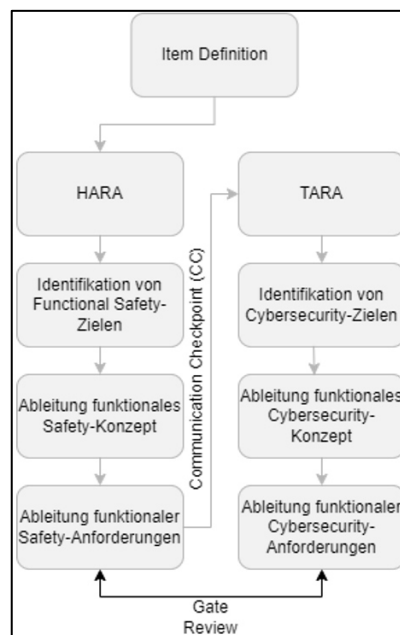 Item Definition
HARA
TARA
Identifikation von
Functional Safety-
Zielen
Identifikation von
Cybersecurity-Zielen
Communication Checkpoint (CC)
Ableitung funktionales
Safety-Konzept
Ableitung funktionales
Cybersecurity-
Konzept
Ableitung funktionaler
Safety-Anforderungen
Ableitung funktionaler
Cybersecurity-
Anforderungen
Gate
Review